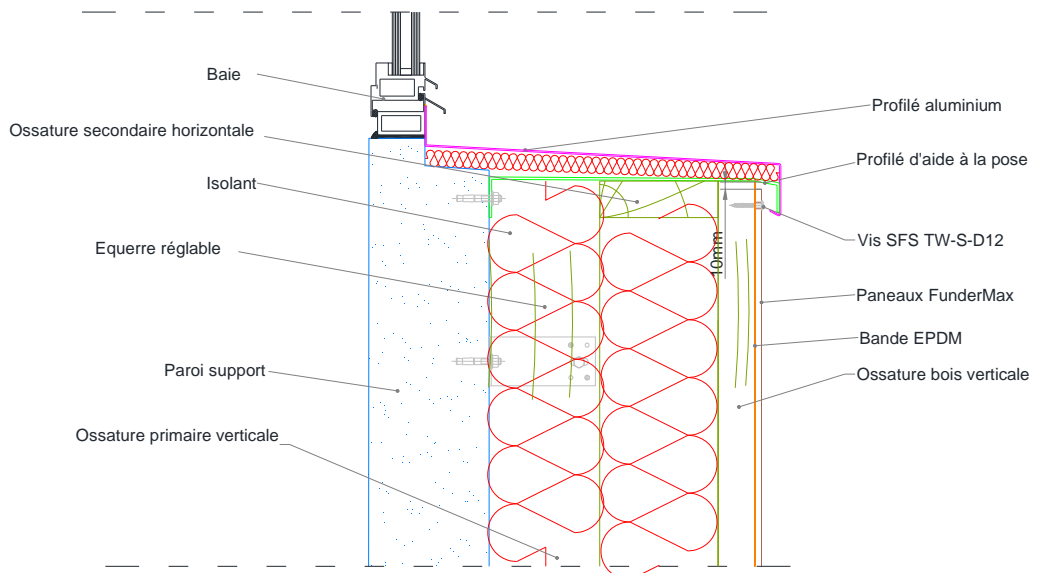 Baie
Ossature secondaire horizontale
Isolant
Equerre réglable
Paroi support
Ossature primaire verticale
Profilé aluminium
Profilé d'aide à la pose
Vis SFS TW-S-D12
10mm
Paneaux FunderMax
Bande EPDM
Ossature bois verticale